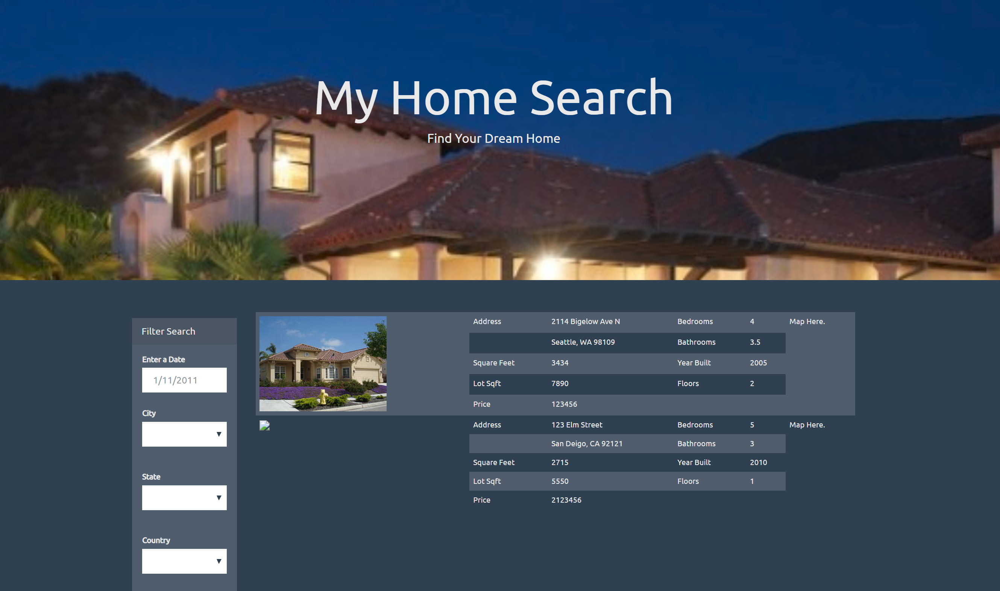 My Home Search
Find Your Dream Home
Filter Search
Enter a Date
1/11/2011
City
State
Country
Address 2114 Bigelow Ave N Bedrooms 4 Map Here.
Seattle, WA 98109 Bathrooms 3.5
Square Feet 3434 Year Built 2005
Lot Sqft 7890 Floors 2
Price 123456
Address 123 Elm Street Bedrooms 5 Map Here.
San Deigo, CA 92121 Bathrooms 3
Square Feet 2715 Year Built 2010
Lot Sqft 5550 Floors 1
Price 2123456